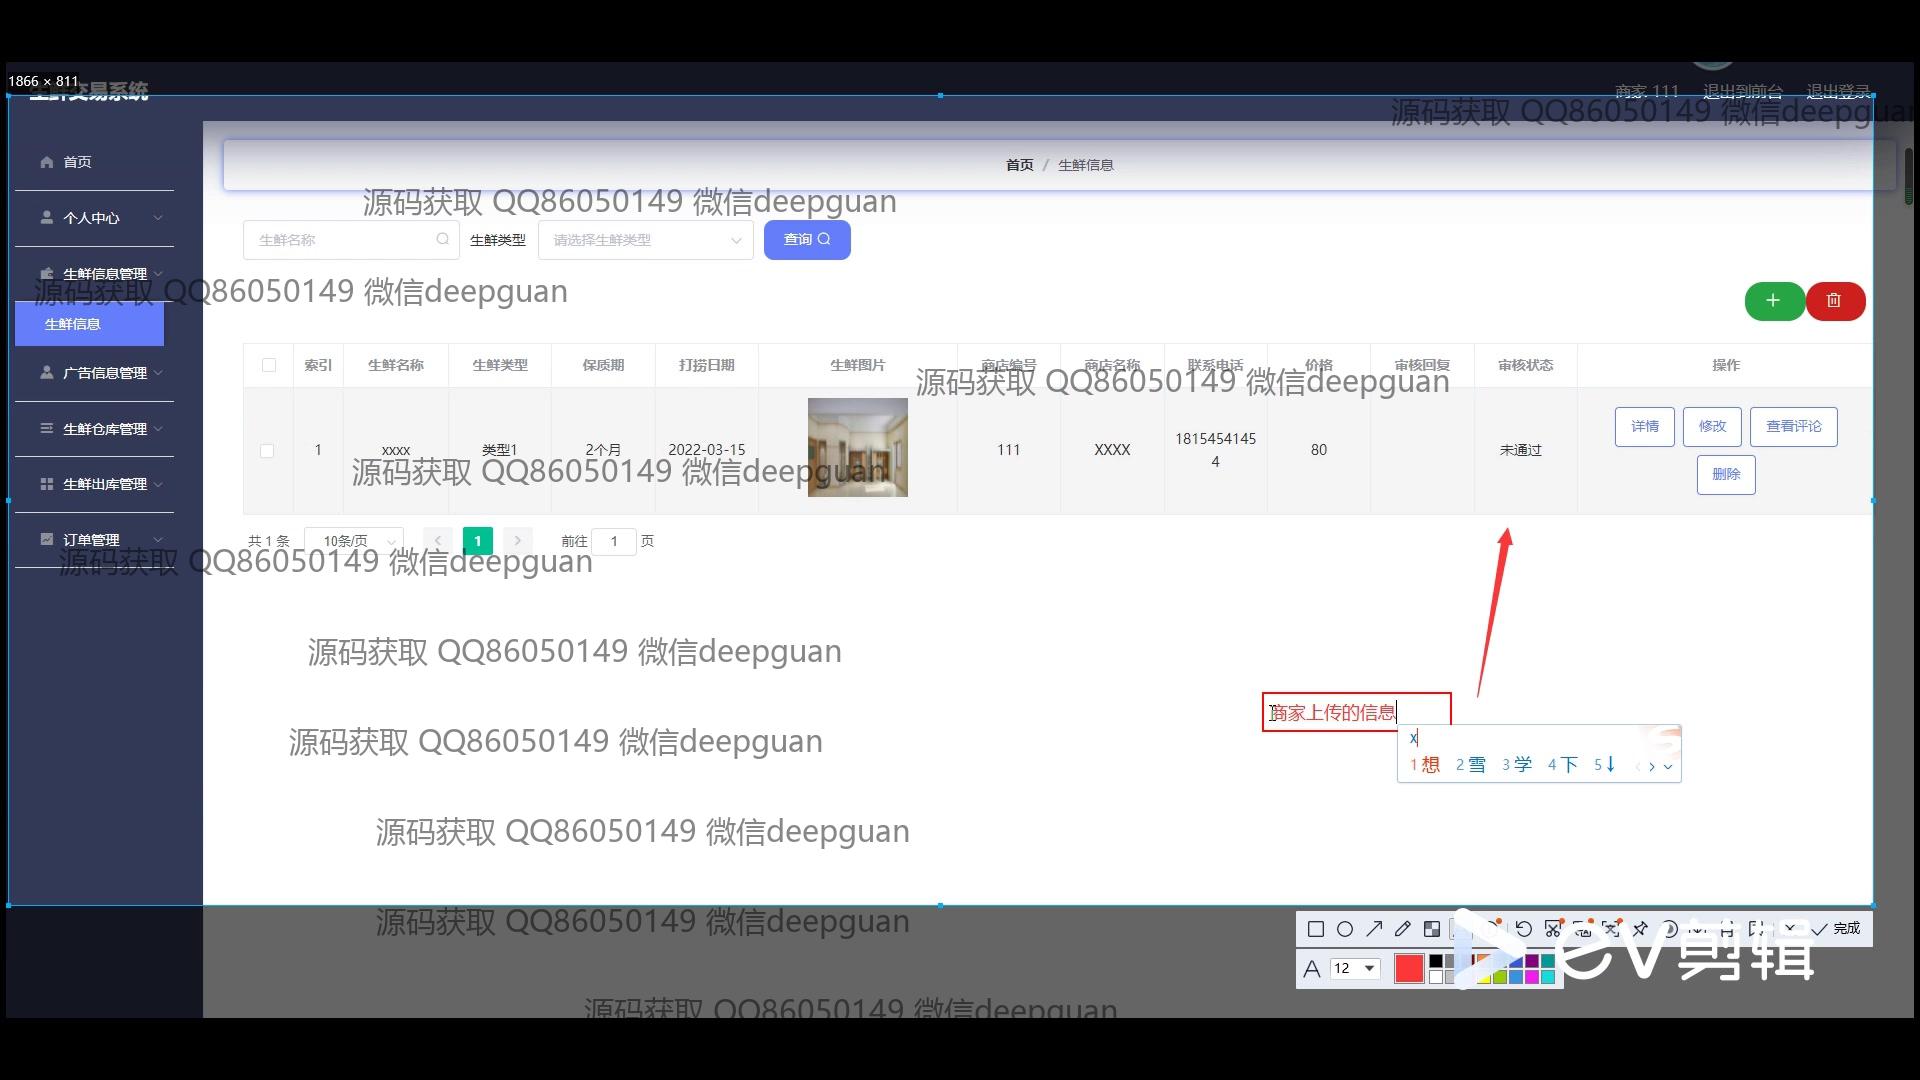 1866 × 811
生鲜交易系统
商家 111 退出到前台 退出登录
源码获取 QQ86050149 微信deepguan
首页
首页 / 生鲜信息
源码获取 QQ86050149 微信deepguan
个人中心
生鲜名称 生鲜类型 请选择生鲜类型 查询
生鲜信息管理
源码获取 QQ86050149 微信deepguan
生鲜信息
索引 生鲜名称 生鲜类型 保质期 打捞日期 生鲜图片 商店编号 商店名称 联系电话 价格 审核回复 审核状态 操作
广告信息管理
源码获取 QQ86050149 微信deepguan
生鲜仓库管理
1 xxxx 类型1 2个月 2022-03-15 111 XXXX 1815454145 80 未通过 详情 修改 查看评论
4
删除
源码获取 QQ86050149 微信deepguan
生鲜出库管理
订单管理
共 1 条 10条/页 1 前往 1 页
源码获取 QQ86050149 微信deepguan
源码获取 QQ86050149 微信deepguan
商家上传的信息
x
1 想 2 雪 3 学 4 下 5 ↓
源码获取 QQ86050149 微信deepguan
源码获取 QQ86050149 微信deepguan
源码获取 QQ86050149 微信deepguan
完成
A 12
ev剪辑
源码获取 QQ86050149 微信deepguan